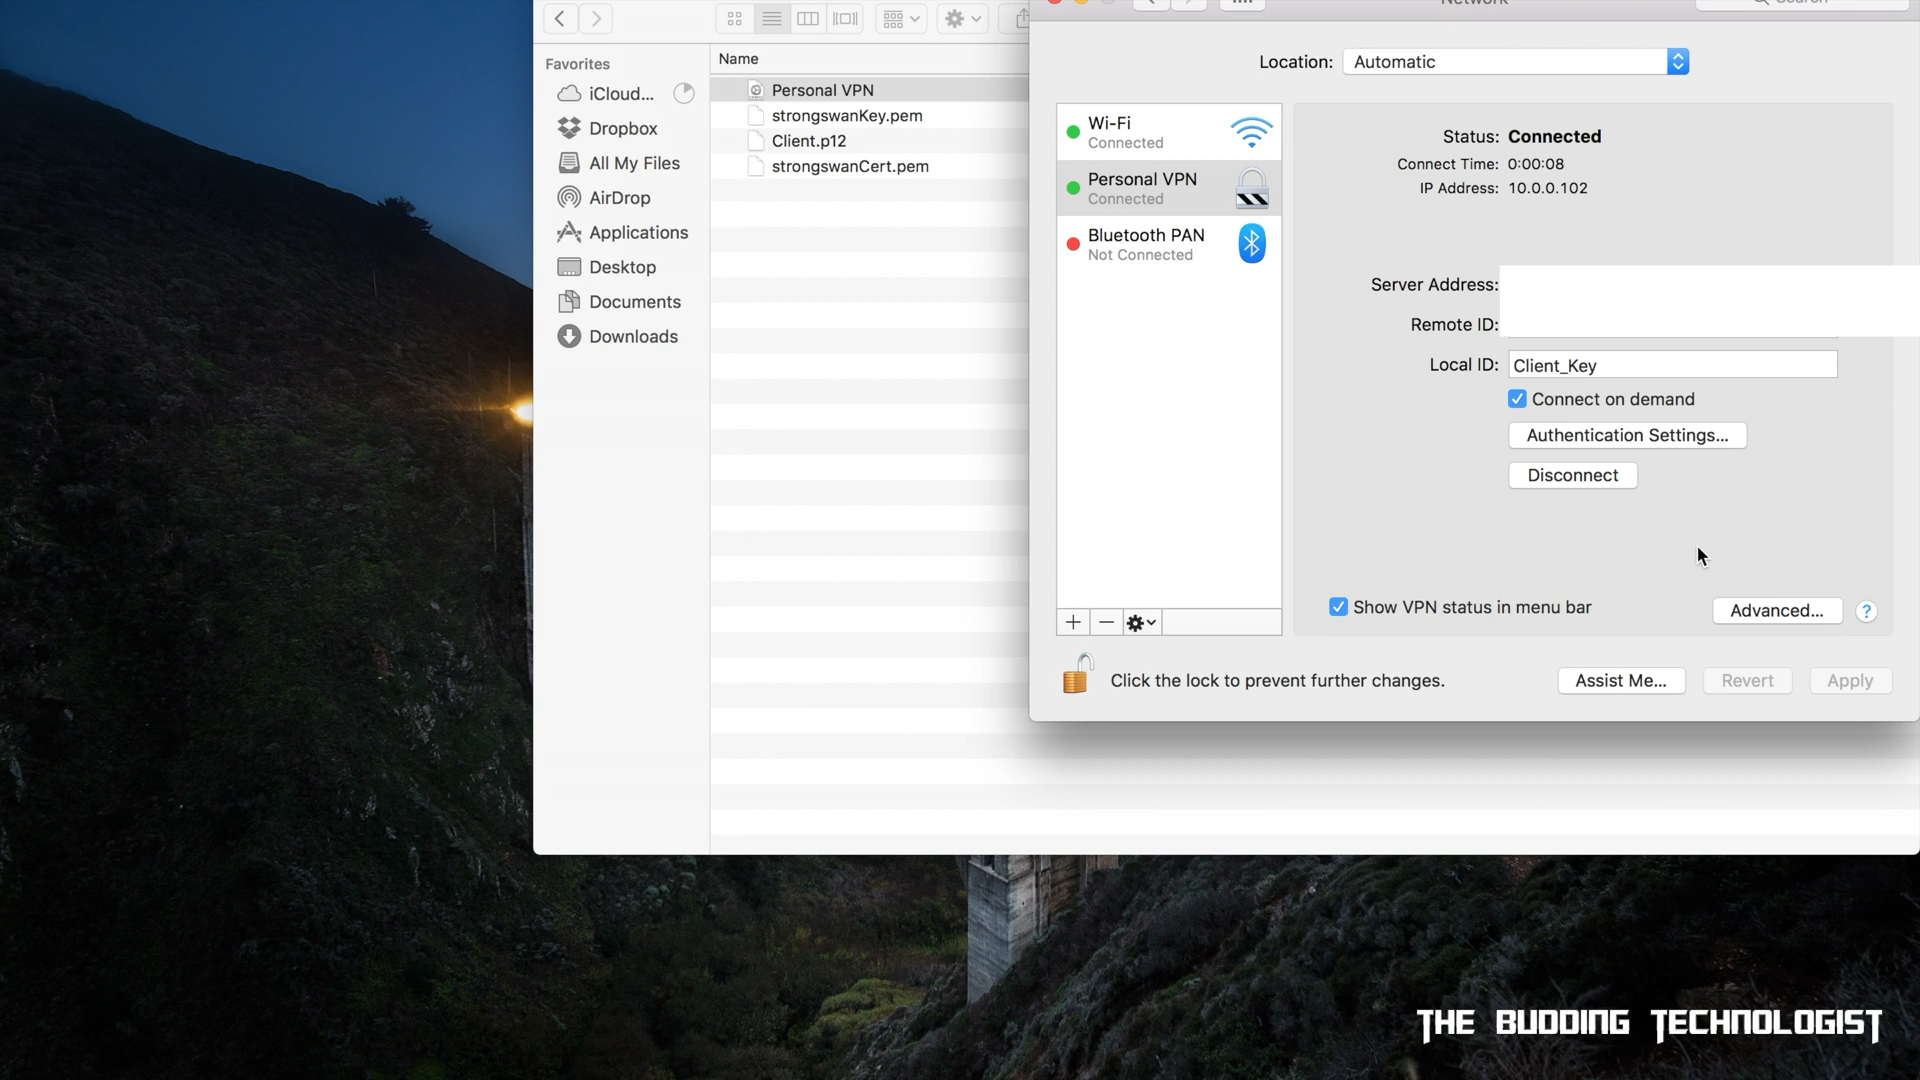 Network
Search
Favorites
iCloud...
Dropbox
All My Files
AirDrop
Applications
Desktop
Documents
Downloads
Name
Personal VPN
strongswanKey.pem
Client.p12
strongswanCert.pem
Location: Automatic
Wi-Fi
Connected
Personal VPN
Connected
Bluetooth PAN
Not Connected
Status: Connected
Connect Time: 0:00:08
IP Address: 10.0.0.102
Server Address:
Remote ID:
Local ID: Client_Key
Connect on demand
Authentication Settings...
Disconnect
Show VPN status in menu bar
Advanced...
?
Click the lock to prevent further changes.
Assist Me...
Revert
Apply
THE BUDDING TECHNOLOGIST